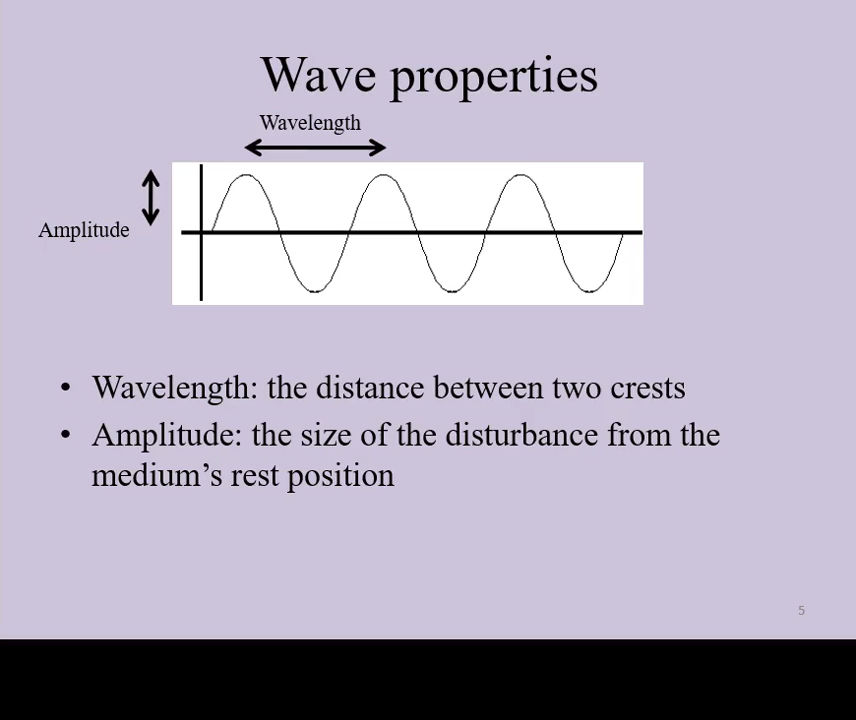 Wave properties
Wavelength
Amplitude
• Wavelength: the distance between two crests
• Amplitude: the size of the disturbance from the
medium’s rest position
5